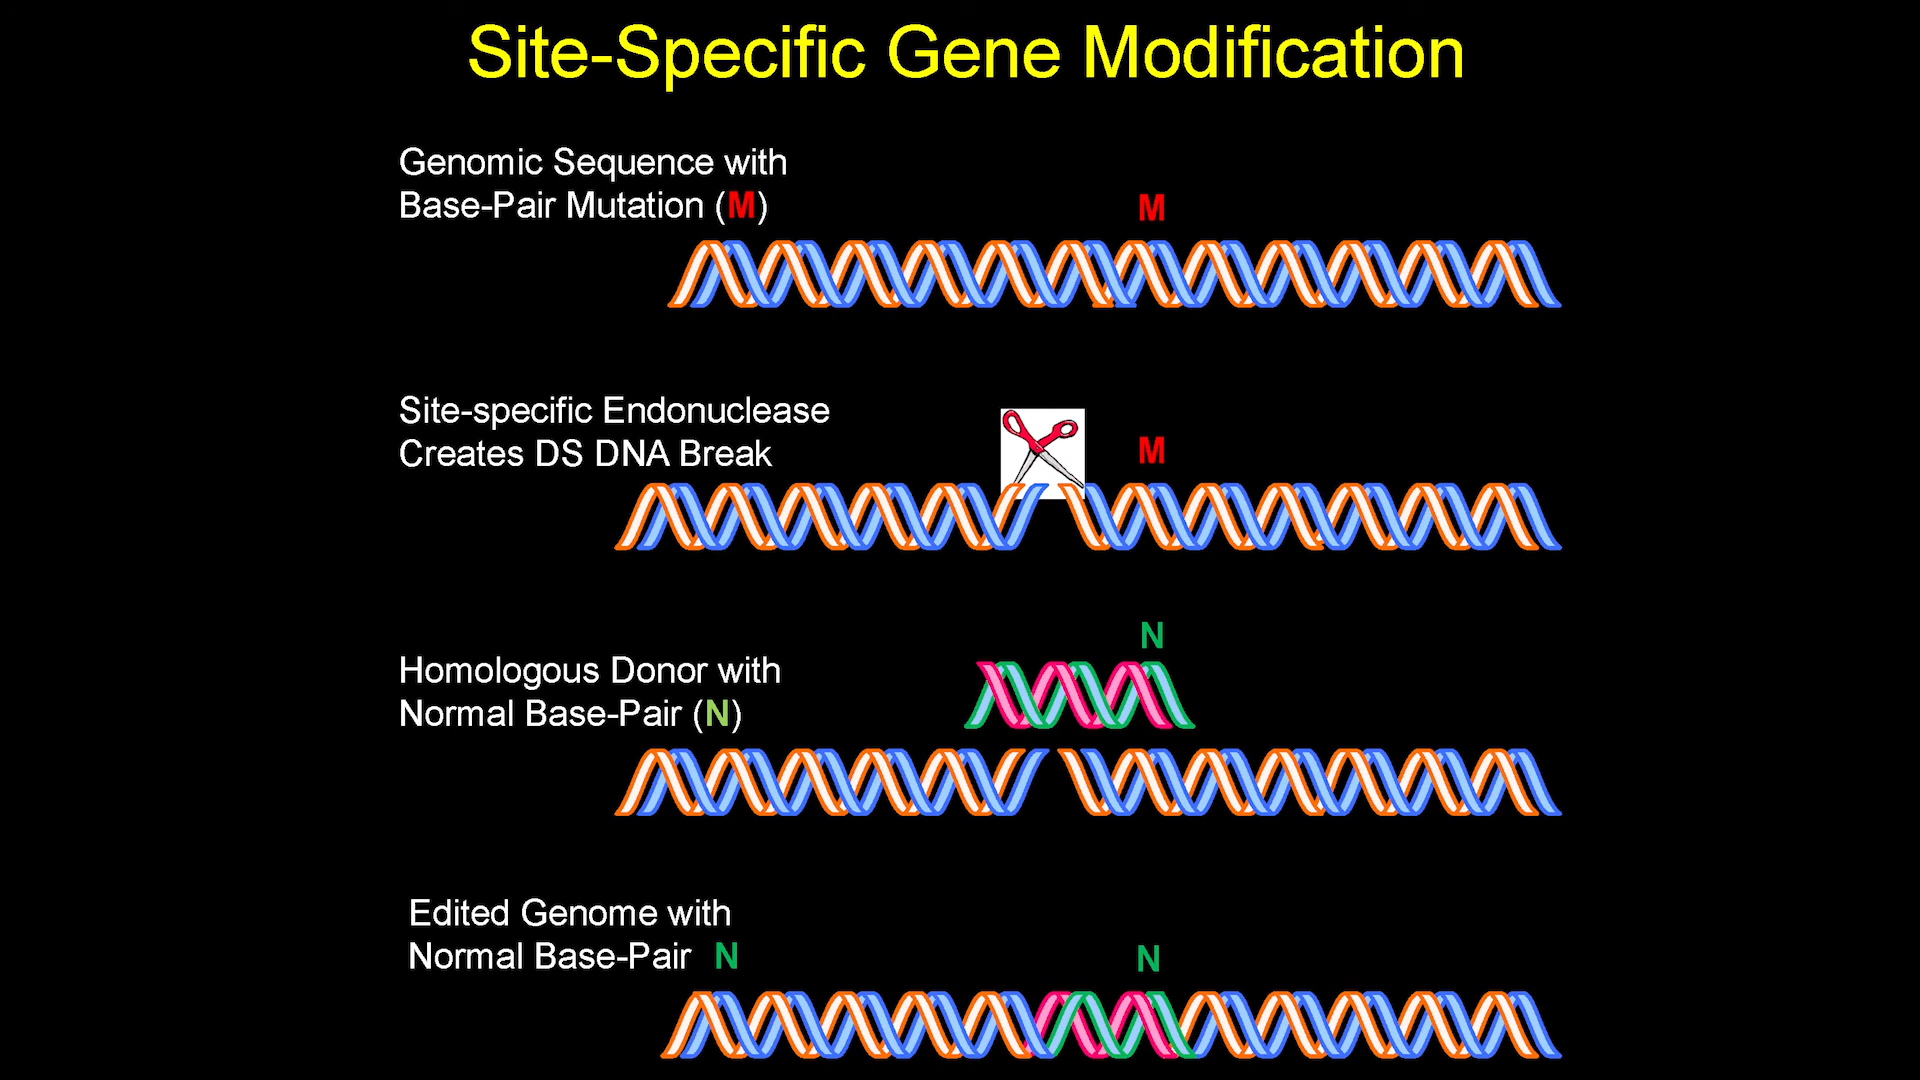 Site-Specific Gene Modification
Genomic Sequence with
Base-Pair Mutation (M)
M
Site-specific Endonuclease
Creates DS DNA Break
M
N
Homologous Donor with
Normal Base-Pair (N)
Edited Genome with
Normal Base-Pair N
N